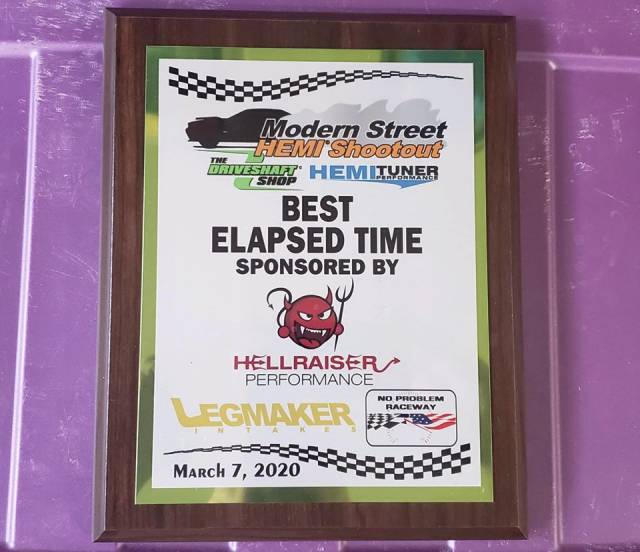 Modern Street
HEMI Shootout
THE
DRIVESHAFT®
SHOP
HEMITUNER
PERFORMANCE
BEST
ELAPSED TIME
SPONSORED BY
HELLRAISER
PERFORMANCE
LEGMAKER
INTAKES
NO PROBLEM
RACEWAY
MARCH 7, 2020